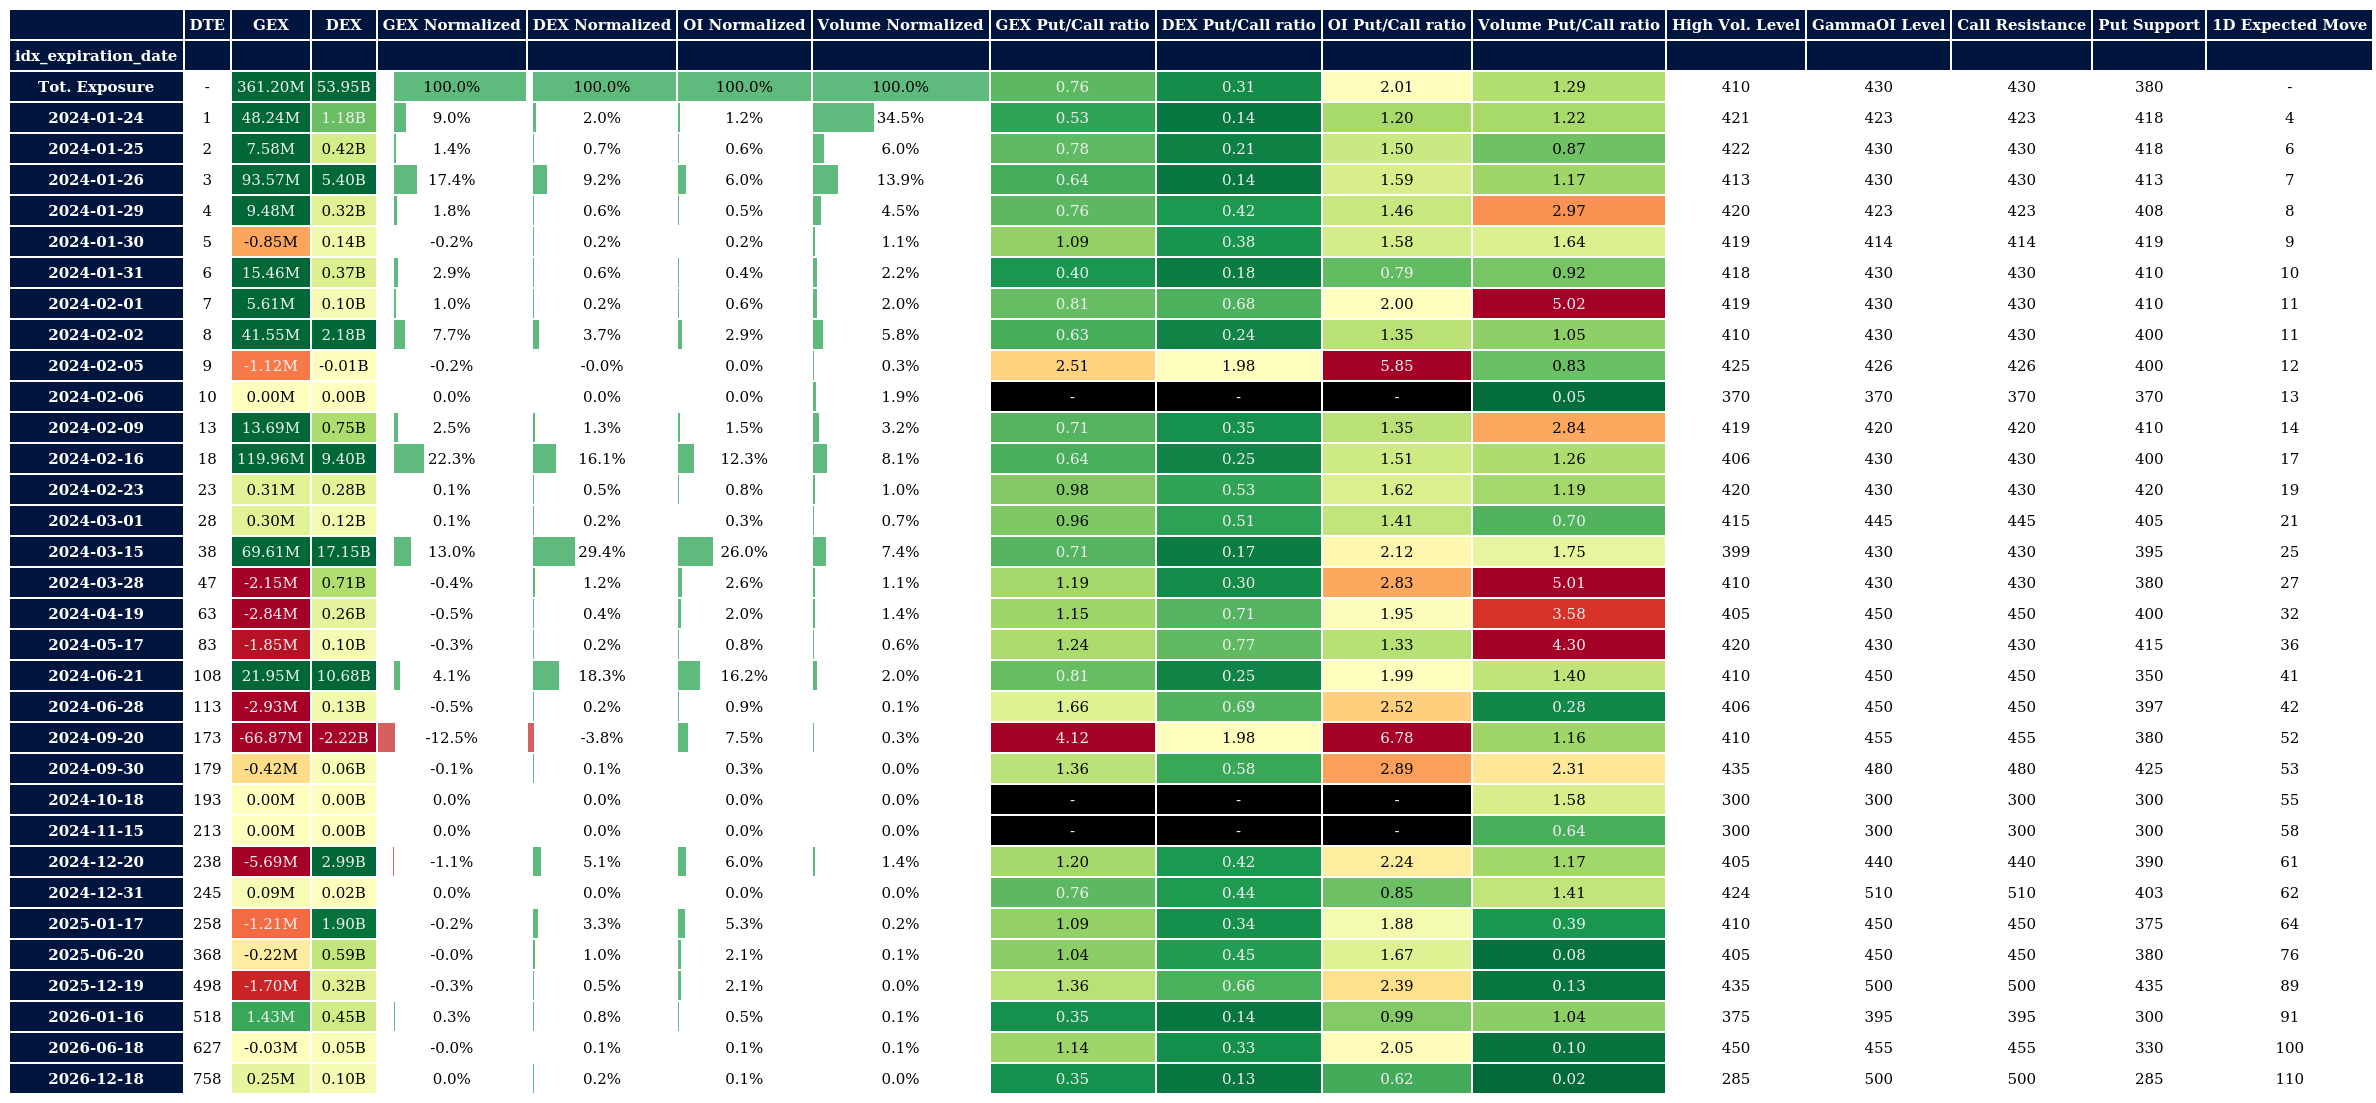 DTE GEX DEX GEX Normalized DEX Normalized OI Normalized Volume Normalized GEX Put/Call ratio DEX Put/Call ratio OI Put/Call ratio Volume Put/Call ratio High Vol. Level GammaOI Level Call Resistance Put Support 1D Expected Move
idx_expiration_date
Tot. Exposure - 361.20M 53.95B 100.0% 100.0% 100.0% 100.0% 0.76 0.31 2.01 1.29 410 430 430 380 -
2024-01-24 1 48.24M 1.18B 9.0% 2.0% 1.2% 34.5% 0.53 0.14 1.20 1.22 421 423 423 418 4
2024-01-25 2 7.58M 0.42B 1.4% 0.7% 0.6% 6.0% 0.78 0.21 1.50 0.87 422 430 430 418 6
2024-01-26 3 93.57M 5.40B 17.4% 9.2% 6.0% 13.9% 0.64 0.14 1.59 1.17 413 430 430 413 7
2024-01-29 4 9.48M 0.32B 1.8% 0.6% 0.5% 4.5% 0.76 0.42 1.46 2.97 420 423 423 408 8
2024-01-30 5 -0.85M 0.14B -0.2% 0.2% 0.2% 1.1% 1.09 0.38 1.58 1.64 419 414 414 419 9
2024-01-31 6 15.46M 0.37B 2.9% 0.6% 0.4% 2.2% 0.40 0.18 0.79 0.92 418 430 430 410 10
2024-02-01 7 5.61M 0.10B 1.0% 0.2% 0.6% 2.0% 0.81 0.68 2.00 5.02 419 430 430 410 11
2024-02-02 8 41.55M 2.18B 7.7% 3.7% 2.9% 5.8% 0.63 0.24 1.35 1.05 410 430 430 400 11
2024-02-05 9 -1.12M -0.01B -0.2% -0.0% 0.0% 0.3% 2.51 1.98 5.85 0.83 425 426 426 400 12
2024-02-06 10 0.00M 0.00B 0.0% 0.0% 0.0% 1.9% - - - 0.05 370 370 370 370 13
2024-02-09 13 13.69M 0.75B 2.5% 1.3% 1.5% 3.2% 0.71 0.35 1.35 2.84 419 420 420 410 14
2024-02-16 18 119.96M 9.40B 22.3% 16.1% 12.3% 8.1% 0.64 0.25 1.51 1.26 406 430 430 400 17
2024-02-23 23 0.31M 0.28B 0.1% 0.5% 0.8% 1.0% 0.98 0.53 1.62 1.19 420 430 430 420 19
2024-03-01 28 0.30M 0.12B 0.1% 0.2% 0.3% 0.7% 0.96 0.51 1.41 0.70 415 445 445 405 21
2024-03-15 38 69.61M 17.15B 13.0% 29.4% 26.0% 7.4% 0.71 0.17 2.12 1.75 399 430 430 395 25
2024-03-28 47 -2.15M 0.71B -0.4% 1.2% 2.6% 1.1% 1.19 0.30 2.83 5.01 410 430 430 380 27
2024-04-19 63 -2.84M 0.26B -0.5% 0.4% 2.0% 1.4% 1.15 0.71 1.95 3.58 405 450 450 400 32
2024-05-17 83 -1.85M 0.10B -0.3% 0.2% 0.8% 0.6% 1.24 0.77 1.33 4.30 420 430 430 415 36
2024-06-21 108 21.95M 10.68B 4.1% 18.3% 16.2% 2.0% 0.81 0.25 1.99 1.40 410 450 450 350 41
2024-06-28 113 -2.93M 0.13B -0.5% 0.2% 0.9% 0.1% 1.66 0.69 2.52 0.28 406 450 450 397 42
2024-09-20 173 -66.87M -2.22B -12.5% -3.8% 7.5% 0.3% 4.12 1.98 6.78 1.16 410 455 455 380 52
2024-09-30 179 -0.42M 0.06B -0.1% 0.1% 0.3% 0.0% 1.36 0.58 2.89 2.31 435 480 480 425 53
2024-10-18 193 0.00M 0.00B 0.0% 0.0% 0.0% 0.0% - - - 1.58 300 300 300 300 55
2024-11-15 213 0.00M 0.00B 0.0% 0.0% 0.0% 0.0% - - - 0.64 300 300 300 300 58
2024-12-20 238 -5.69M 2.99B -1.1% 5.1% 6.0% 1.4% 1.20 0.42 2.24 1.17 405 440 440 390 61
2024-12-31 245 0.09M 0.02B 0.0% 0.0% 0.0% 0.0% 0.76 0.44 0.85 1.41 424 510 510 403 62
2025-01-17 258 -1.21M 1.90B -0.2% 3.3% 5.3% 0.2% 1.09 0.34 1.88 0.39 410 450 450 375 64
2025-06-20 368 -0.22M 0.59B -0.0% 1.0% 2.1% 0.1% 1.04 0.45 1.67 0.08 405 450 450 380 76
2025-12-19 498 -1.70M 0.32B -0.3% 0.5% 2.1% 0.0% 1.36 0.66 2.39 0.13 435 500 500 435 89
2026-01-16 518 1.43M 0.45B 0.3% 0.8% 0.5% 0.1% 0.35 0.14 0.99 1.04 375 395 395 300 91
2026-06-18 627 -0.03M 0.05B -0.0% 0.1% 0.1% 0.1% 1.14 0.33 2.05 0.10 450 455 455 330 100
2026-12-18 758 0.25M 0.10B 0.0% 0.2% 0.1% 0.0% 0.35 0.13 0.62 0.02 285 500 500 285 110